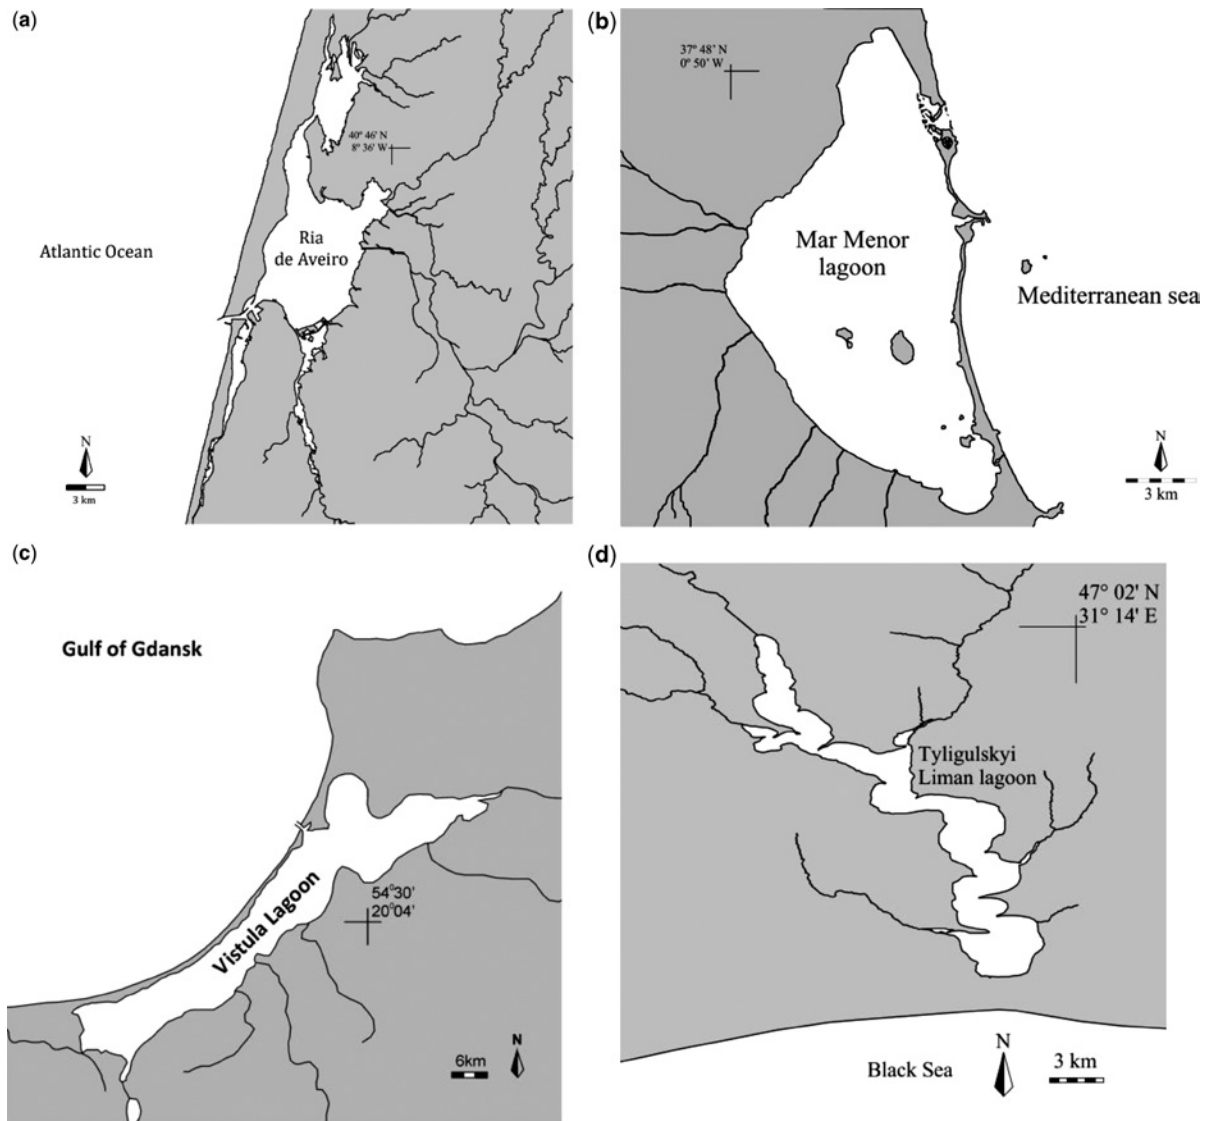 (a)
40° 46' N
8° 36' W
Ria
de Aveiro
Atlantic Ocean
N
3 km
(b)
37° 48' N
0° 50' W
Mar Menor
lagoon
Mediterranean sea
N
3 km
(c)
Gulf of Gdansk
54°30'
20°04'
Vistula Lagoon
N
6km
(d)
47° 02' N
31° 14' E
Tyligulskyi
Liman lagoon
Black Sea
N
3 km